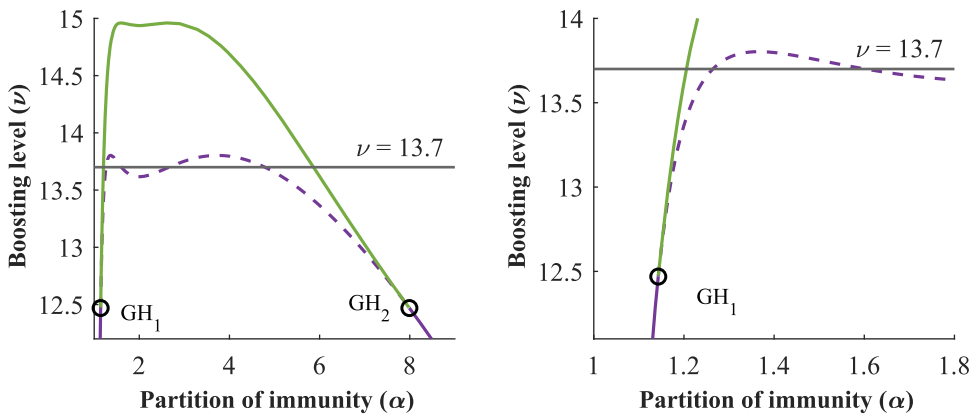 15
14.5
14
13.5
13
12.5
Boosting level (ν)
ν = 13.7
GH1
GH2
2
4
6
8
Partition of immunity (α)
14
13.5
13
12.5
Boosting level (ν)
ν = 13.7
GH1
1
1.2
1.4
1.6
1.8
Partition of immunity (α)